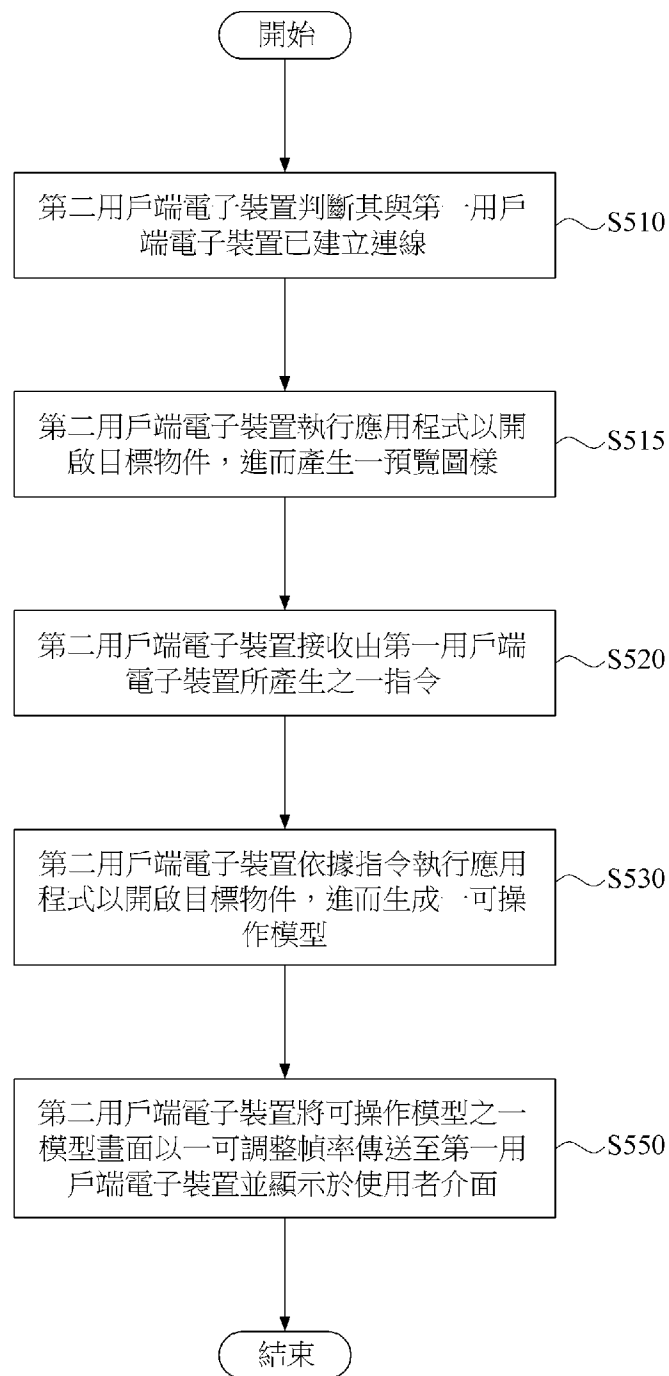 開始
第二用戶端電子裝置判斷其與第一用戶
端電子裝置已建立連線
S510
第二用戶端電子裝置執行應用程式以開
啟目標物件,進而產生一預覽圖樣
S515
第二用戶端電子裝置接收由第一用戶端
電子裝置所產生之一指令
S520
第二用戶端電子裝置依據指令執行應用
程式以開啟目標物件,進而生成一可操
作模型
S530
第二用戶端電子裝置將可操作模型之一
模型畫面以一可調整幀率傳送至第一用
戶端電子裝置並顯示於使用者介面
S550
結束